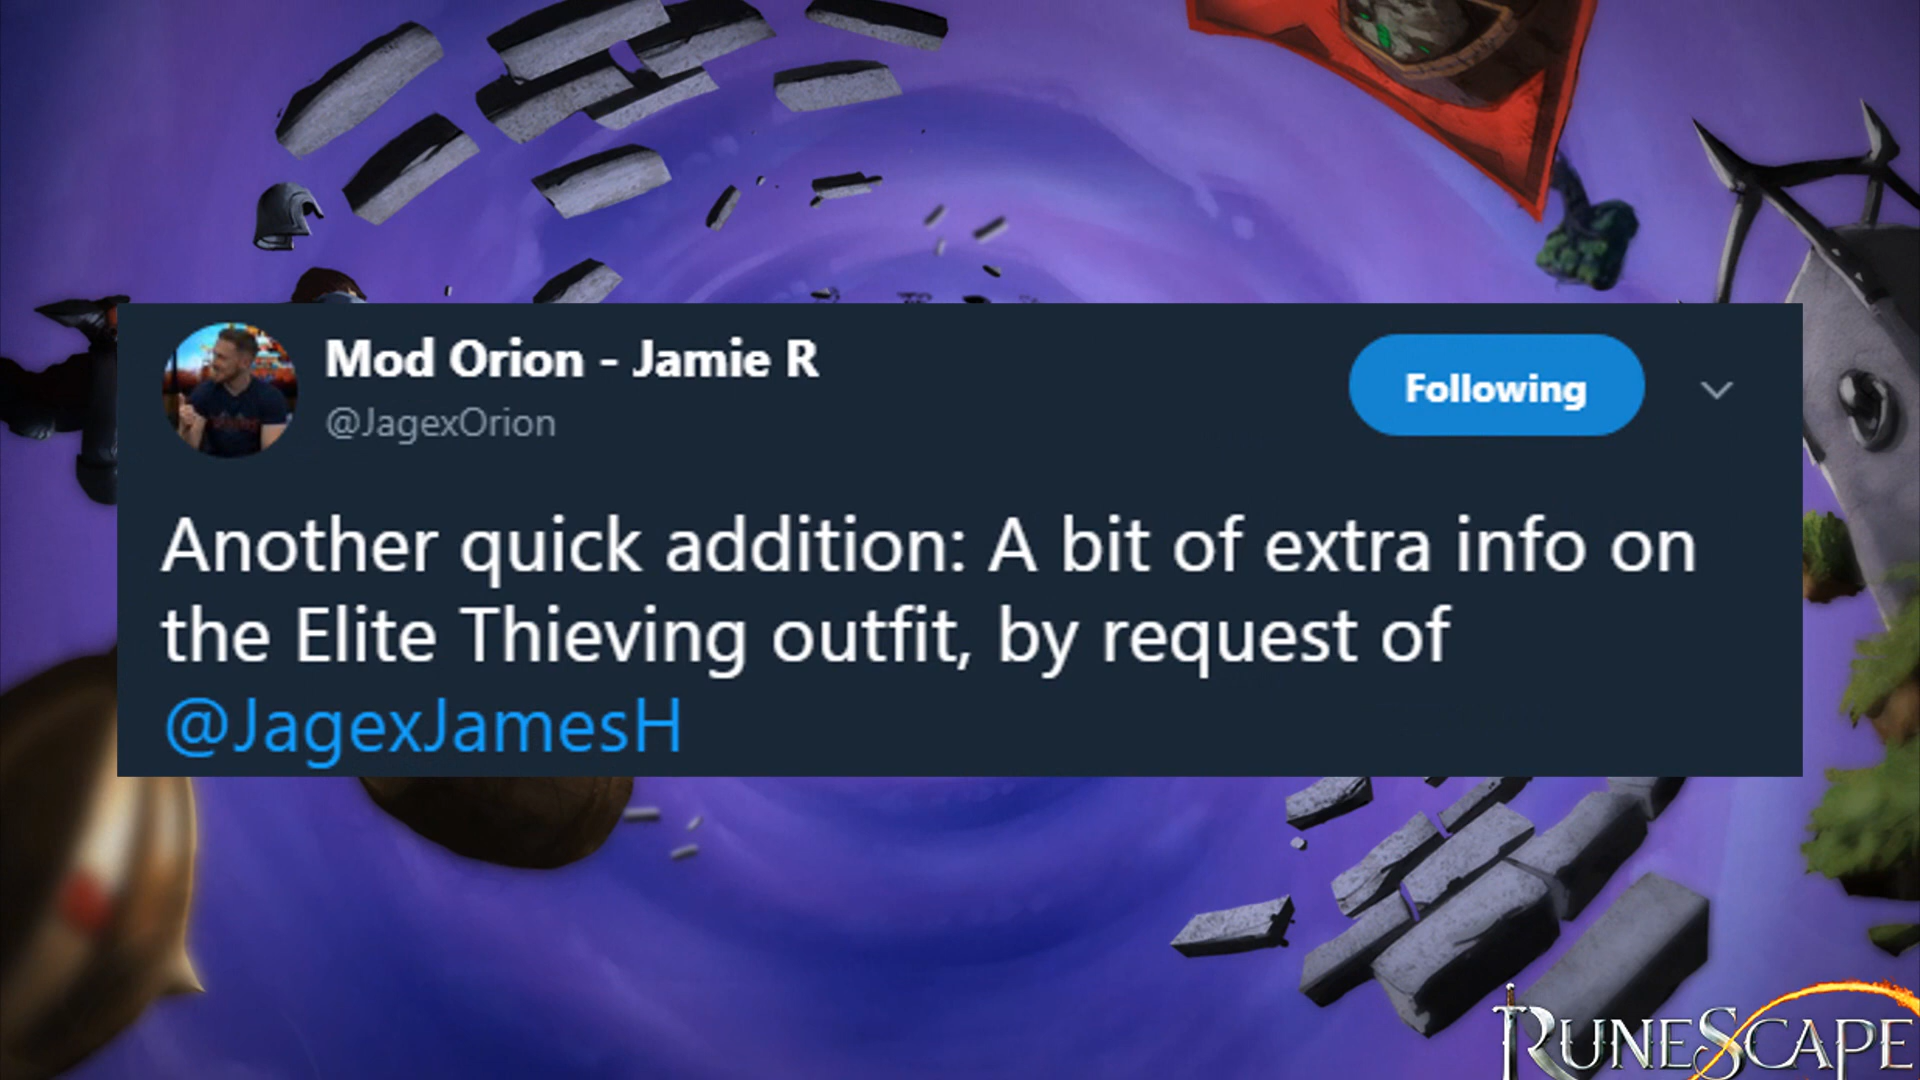 Mod Orion - Jamie R
@JagexOrion
Following
Another quick addition: A bit of extra info on
the Elite Thieving outfit, by request of
@JagexJamesH
RUNESCAPE